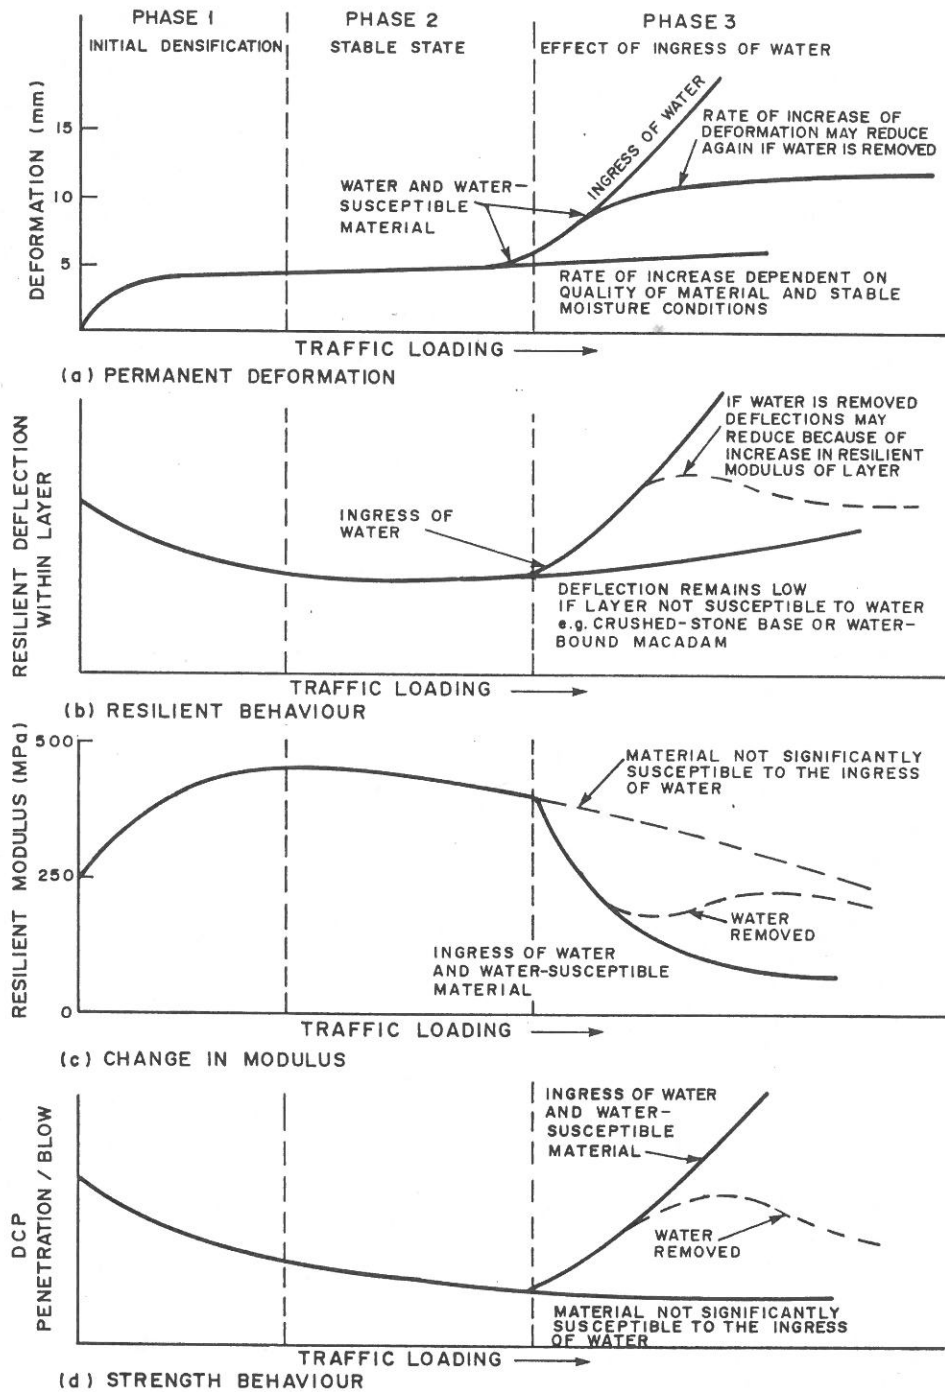 PHASE 1
PHASE 2
PHASE 3
INITIAL DENSIFICATION
STABLE STATE
EFFECT OF INGRESS OF WATER
DEFORMATION (mm)
15
10
5
0
INGRESS OF WATER
RATE OF INCREASE OF
DEFORMATION MAY REDUCE
AGAIN IF WATER IS REMOVED
WATER AND WATER-
SUSCEPTIBLE
MATERIAL
RATE OF INCREASE DEPENDENT ON
QUALITY OF MATERIAL AND STABLE
MOISTURE CONDITIONS
TRAFFIC LOADING
(a) PERMANENT DEFORMATION
RESILIENT DEFLECTION
WITHIN LAYER
IF WATER IS REMOVED
DEFLECTIONS MAY
REDUCE BECAUSE OF
INCREASE IN RESILIENT
MODULUS OF LAYER
INGRESS OF
WATER
DEFLECTION REMAINS LOW
IF LAYER NOT SUSCEPTIBLE TO WATER
e.g. CRUSHED-STONE BASE OR WATER-
BOUND MACADAM
TRAFFIC LOADING
(b) RESILIENT BEHAVIOUR
RESILIENT MODULUS (MPa)
500
250
0
MATERIAL NOT SIGNIFICANTLY
SUSCEPTIBLE TO THE INGRESS
OF WATER
WATER
REMOVED
INGRESS OF WATER
AND WATER-SUSCEPTIBLE
MATERIAL
TRAFFIC LOADING
(c) CHANGE IN MODULUS
DCP
PENETRATION / BLOW
INGRESS OF WATER
AND WATER-
SUSCEPTIBLE
MATERIAL
WATER
REMOVED
MATERIAL NOT SIGNIFICANTLY
SUSCEPTIBLE TO THE INGRESS
OF WATER
TRAFFIC LOADING
(d) STRENGTH BEHAVIOUR